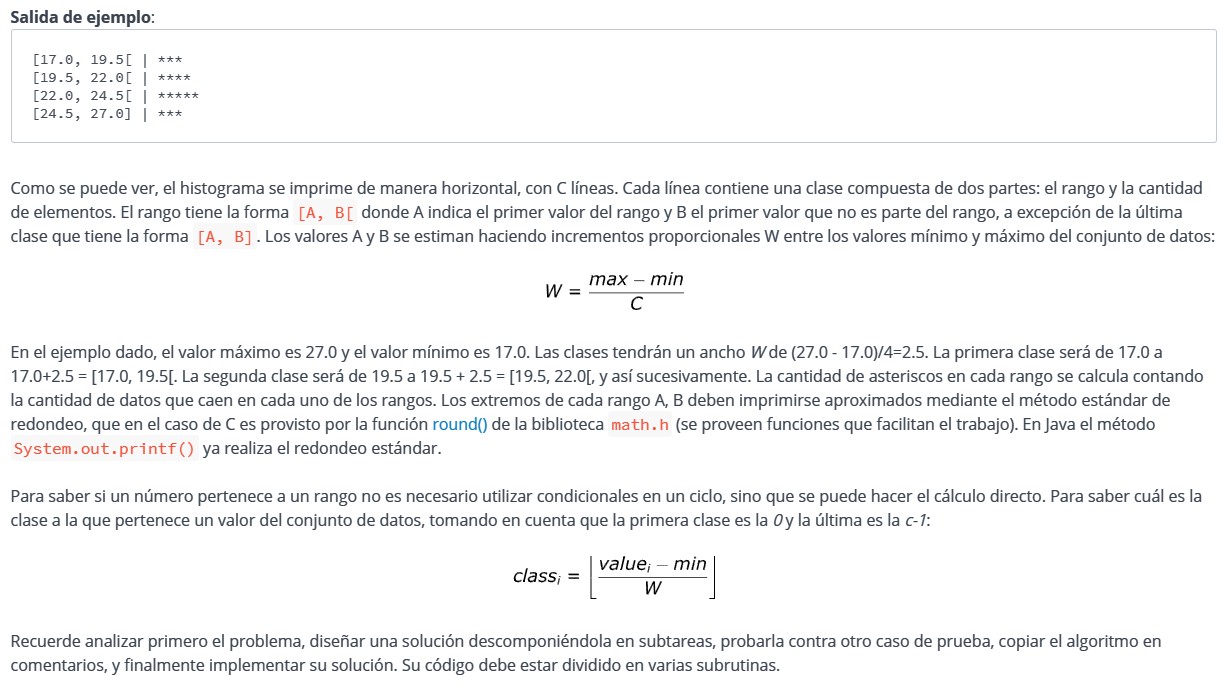 Salida de ejemplo:
[17.0, 19.5[ | ***
[19.5, 22.0[ | ****
[22.0, 24.5[ | *****
[24.5, 27.0] | ***
Como se puede ver, el histograma se imprime de manera horizontal, con C líneas. Cada línea contiene una clase compuesta de dos partes: el rango y la cantidad
de elementos. El rango tiene la forma [A, B[ donde A indica el primer valor del rango y B el primer valor que no es parte del rango, a excepción de la última
clase que tiene la forma [A, B]. Los valores A y B se estiman haciendo incrementos proporcionales W entre los valores mínimo y máximo del conjunto de datos:
W = \frac{max - min}{C}
En el ejemplo dado, el valor máximo es 27.0 y el valor mínimo es 17.0. Las clases tendrán un ancho W de (27.0 - 17.0)/4=2.5. La primera clase será de 17.0 a
17.0+2.5 = [17.0, 19.5[. La segunda clase será de 19.5 a 19.5 + 2.5 = [19.5, 22.0[, y así sucesivamente. La cantidad de asteriscos en cada rango se calcula contando
la cantidad de datos que caen en cada uno de los rangos. Los extremos de cada rango A, B deben imprimirse aproximados mediante el método estándar de
redondeo, que en el caso de C es provisto por la función round() de la biblioteca math.h (se proveen funciones que facilitan el trabajo). En Java el método
System.out.printf() ya realiza el redondeo estándar.
Para saber si un número pertenece a un rango no es necesario utilizar condicionales en un ciclo, sino que se puede hacer el cálculo directo. Para saber cuál es la
clase a la que pertenece un valor del conjunto de datos, tomando en cuenta que la primera clase es la 0 y la última es la c-1:
class_i = \left\lfloor \frac{value_i - min}{W} \right\rfloor
Recuerde analizar primero el problema, diseñar una solución descomponiéndola en subtareas, probarla contra otro caso de prueba, copiar el algoritmo en
comentarios, y finalmente implementar su solución. Su código debe estar dividido en varias subrutinas.